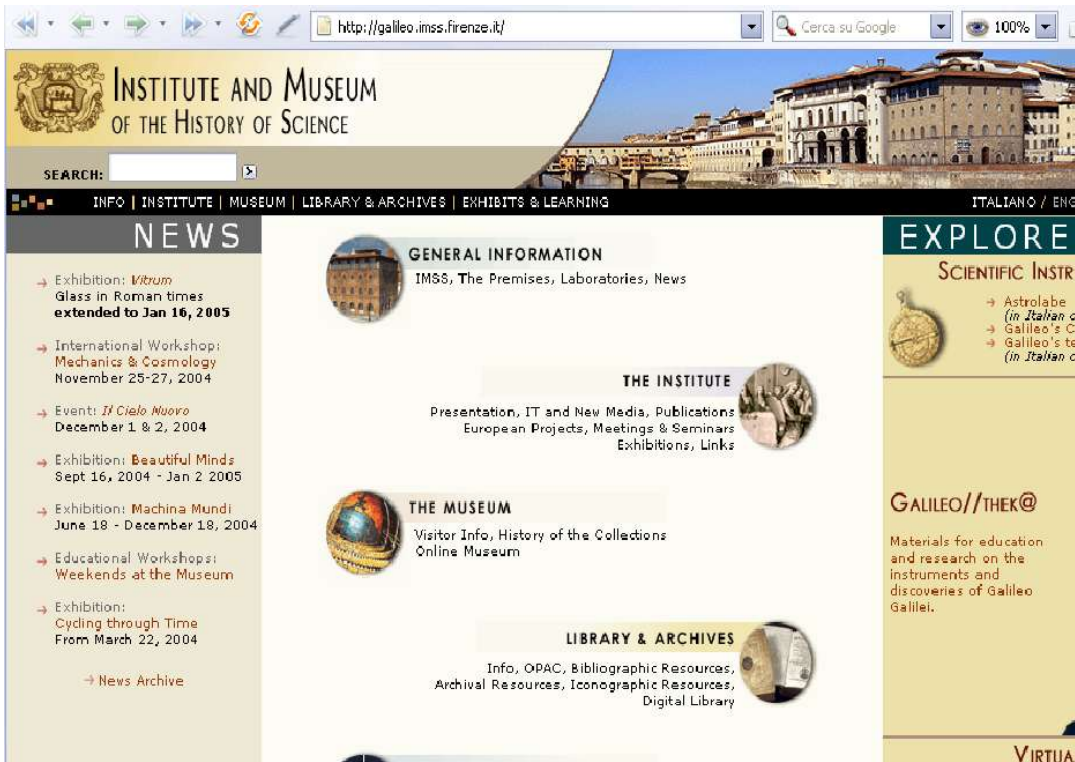 http://galileo.imss.firenze.it/
Cerca su Google
100%
INSTITUTE AND MUSEUM
OF THE HISTORY OF SCIENCE
SEARCH:
INFO | INSTITUTE | MUSEUM | LIBRARY & ARCHIVES | EXHIBITS & LEARNING
ITALIANO / ENG
NEWS
Exhibition: Vitrum
Glass in Roman times
extended to Jan 16, 2005
International Workshop:
Mechanics & Cosmology
November 25-27, 2004
Event: Il Cielo Nuovo
December 1 & 2, 2004
Exhibition: Beautiful Minds
Sept 16, 2004 - Jan 2 2005
Exhibition: Machina Mundi
June 18 - December 18, 2004
Educational Workshops:
Weekends at the Museum
Exhibition:
Cycling through Time
From March 22, 2004
News Archive
GENERAL INFORMATION
IMSS, The Premises, Laboratories, News
THE INSTITUTE
Presentation, IT and New Media, Publications
European Projects, Meetings & Seminars
Exhibitions, Links
THE MUSEUM
Visitor Info, History of the Collections
Online Museum
LIBRARY & ARCHIVES
Info, OPAC, Bibliographic Resources,
Archival Resources, Iconographic Resources,
Digital Library
EXPLORE
SCIENTIFIC INSTR
Astrolabe
(in Italian o
Galileo's C
Galileo's te
(in Italian o
GALILEO//THEK@
Materials for education
and research on the
instruments and
discoveries of Galileo
Galilei.
VIRTUA